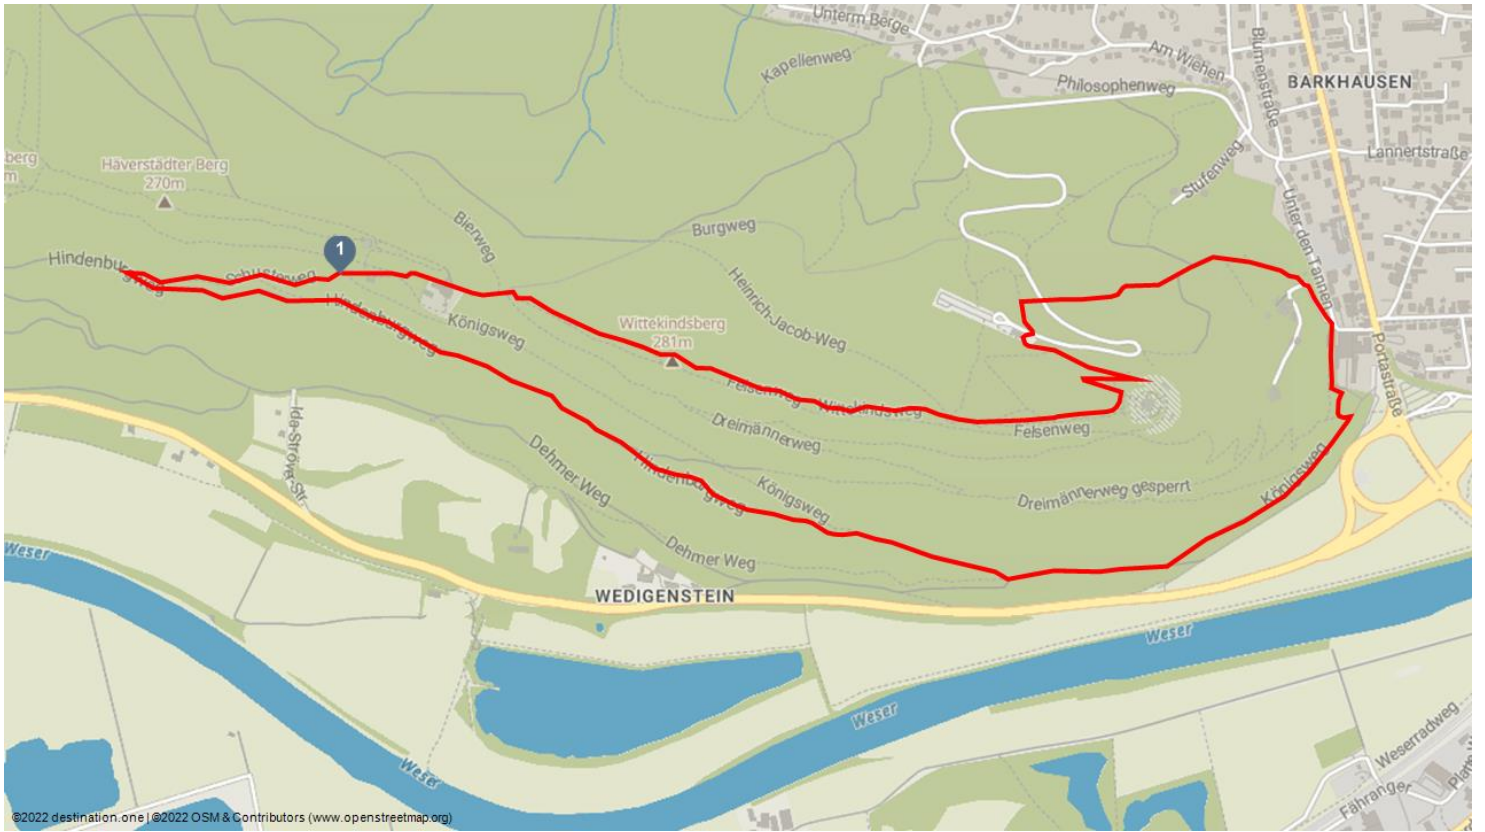 Unterm Berge
Kapellenweg
Am Wiehen
Blumenstraße
BARKHAUSEN
Philosophenweg
Lannertstraße
berg
m
Häverstädter Berg
270m
Stufenweg
Bierweg
Burgweg
Unter den Tannen
1
Hindenburgweg
Schusterweg
Heinrich-Jacob-Weg
Hindenburgweg
Königsweg
Wittekindsberg
281m
Portastraße
Felsenweg
Wittekindsweg
Dreimännerweg
Felsenweg
Ida-Ströver-Str.
Dehmer Weg
Hindenburgweg
Königsweg
Dreimännerweg gesperrt
Königsweg
Weser
Dehmer Weg
WEDIGENSTEIN
Weser
Weser
Weser
Weserradweg
Fähranger
©2022 destination.one | ©2022 OSM & Contributors (www.openstreetmap.org)